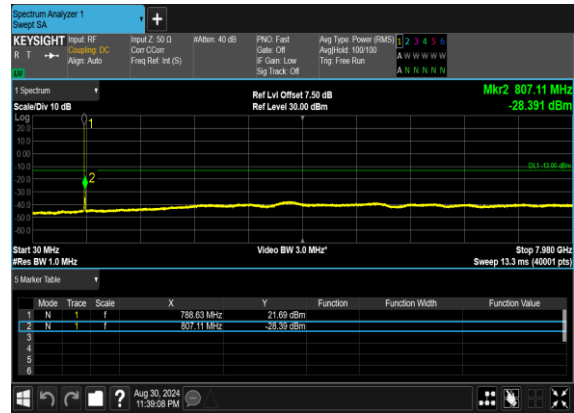 Spectrum Analyzer 1
Swept SA
+
KEYSIGHT Input: RF Input Z: 50 Ω #Atten: 40 dB PNO: Fast Avg Type: Power (RMS) 1 2 3 4 5 6
R T Coupling: DC Corr CCorr Gate: Off Avg|Hold: 100/100 A W W W W W
Align: Auto Freq Ref: Int (S) IF Gain: Low Trig: Free Run
Sig Track: Off A N N N N N
1 Spectrum
Scale/Div 10 dB Ref Lvl Offset 7.50 dB Mkr2 807.11 MHz
Ref Level 30.00 dBm -28.391 dBm
Log
20.0
10.0
0.00
-10.0
-20.0
-30.0
-40.0
-50.0
-60.0
1
2
DL1 -13.00 dBm
Start 30 MHz Video BW 3.0 MHz* Stop 7.980 GHz
#Res BW 1.0 MHz Sweep 13.3 ms (40001 pts)
5 Marker Table
Mode Trace Scale X Y Function Function Width Function Value
1 N 1 f 788.63 MHz 21.69 dBm
2 N 1 f 807.11 MHz -28.39 dBm
3
4
5
6
? Aug 30, 2024
11:39:08 PM